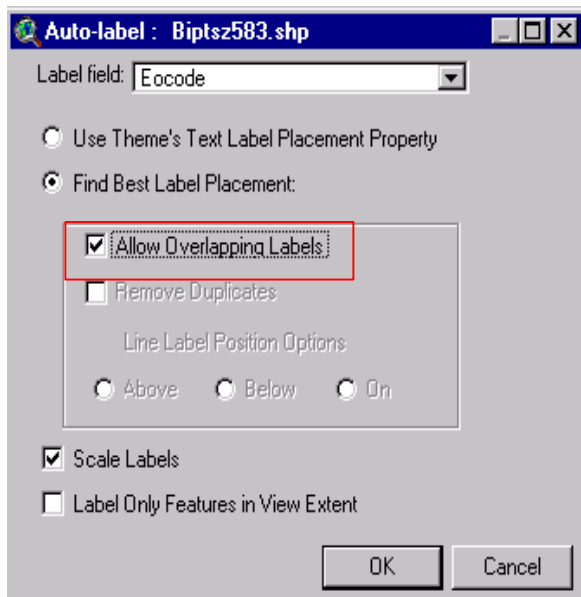 Auto-label : Biptsz583.shp
Label field: Eocode
Use Theme's Text Label Placement Property
Find Best Label Placement:
Allow Overlapping Labels
Remove Duplicates
Line Label Position Options
Above Below On
Scale Labels
Label Only Features in View Extent
OK Cancel